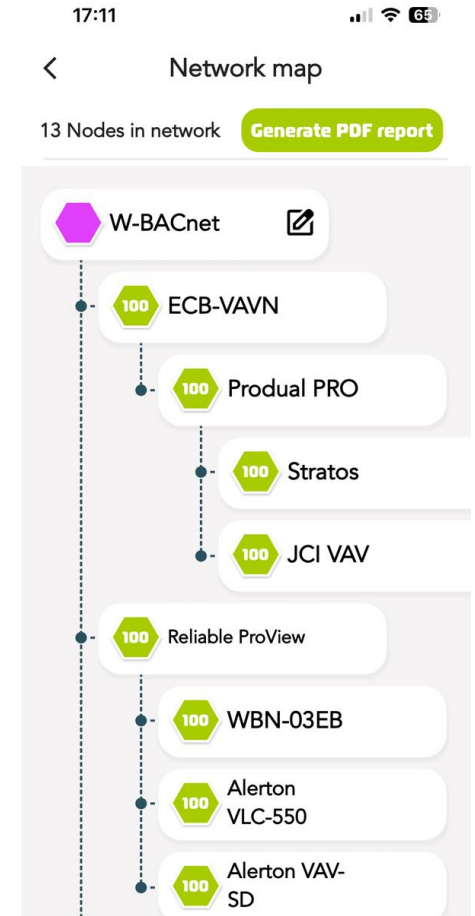 17:11
65
Network map
13 Nodes in network
Generate PDF report
W-BACnet
100 ECB-VAVN
100 Produal PRO
100 Stratos
100 JCI VAV
100 Reliable ProView
100 WBN-03EB
100 Alerton
VLC-550
100 Alerton VAV-
SD